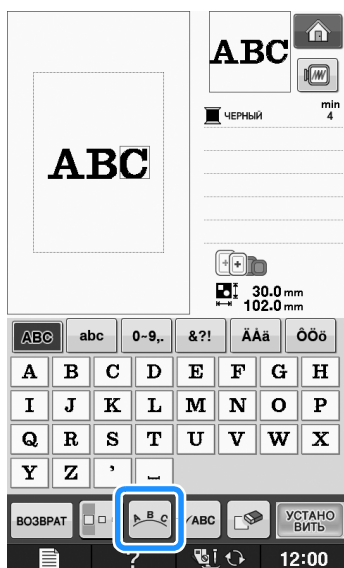 ABC
ABC
ЧЕРНЫЙ
min
4
30.0 mm
102.0 mm
ABC abc 0~9,. &?! ÄÅä ÔÖö
A B C D E F G H
I J K L M N O P
Q R S T U V W X
Y Z ’ ⎵
ВОЗВРАТ A B C ABC УСТАНО
ВИТЬ
? 12:00